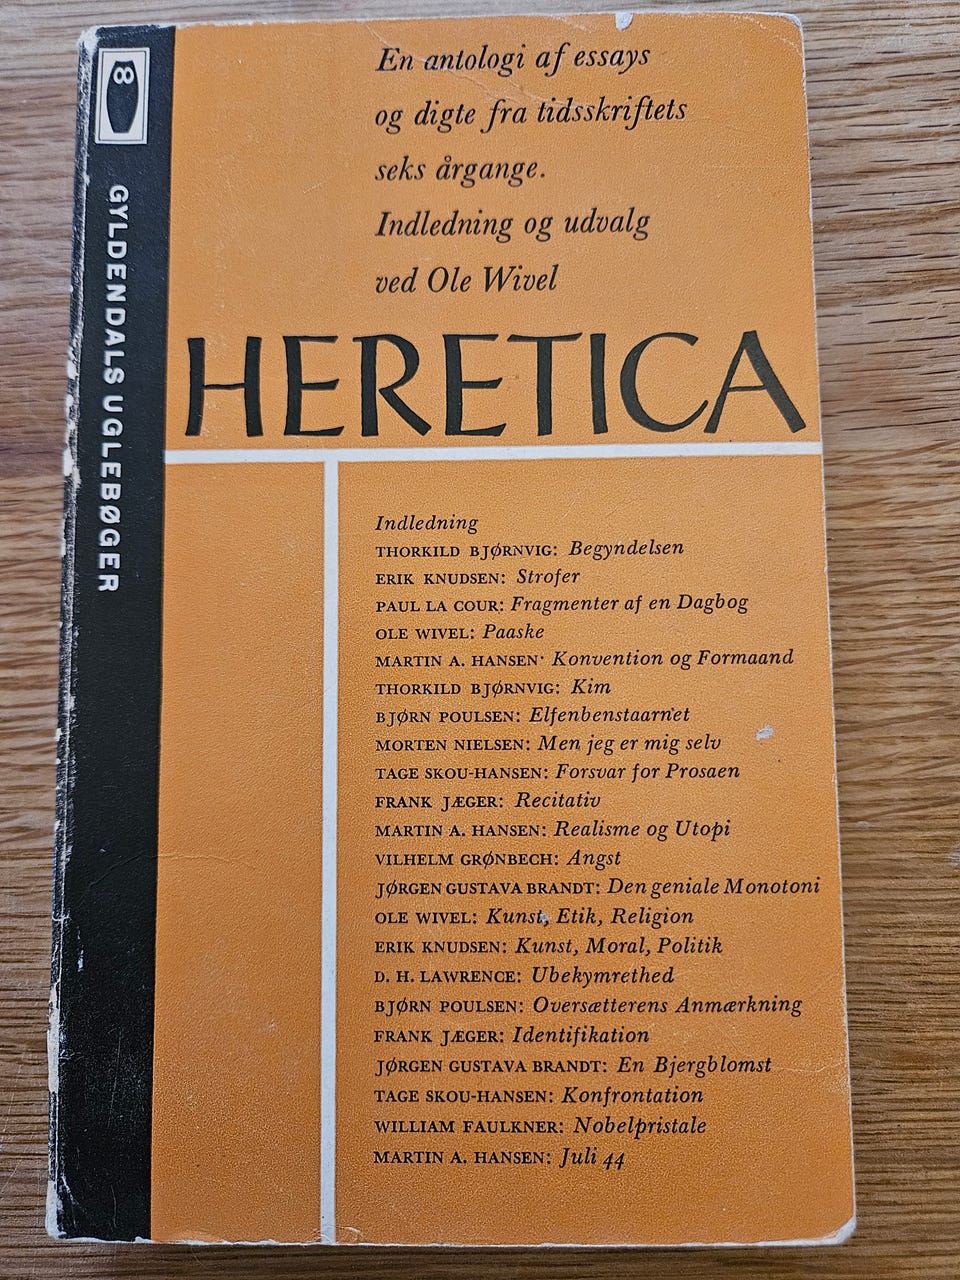 8
GYLDENDALS UGLEBØGER
En antologi af essays
og digte fra tidsskriftets
seks årgange.
Indledning og udvalg
ved Ole Wivel
HERETICA
Indledning
THORKILD BJØRNVIG: Begyndelsen
ERIK KNUDSEN: Strofer
PAUL LA COUR: Fragmenter af en Dagbog
OLE WIVEL: Paaske
MARTIN A. HANSEN: Konvention og Formaand
THORKILD BJØRNVIG: Kim
BJØRN POULSEN: Elfenbenstaarnet
MORTEN NIELSEN: Men jeg er mig selv
TAGE SKOU-HANSEN: Forsvar for Prosaen
FRANK JÆGER: Recitativ
MARTIN A. HANSEN: Realisme og Utopi
VILHELM GRØNBECH: Angst
JØRGEN GUSTAVA BRANDT: Den geniale Monotoni
OLE WIVEL: Kunst, Etik, Religion
ERIK KNUDSEN: Kunst, Moral, Politik
D. H. LAWRENCE: Ubekymrethed
BJØRN POULSEN: Oversætterens Anmærkning
FRANK JÆGER: Identifikation
JØRGEN GUSTAVA BRANDT: En Bjergblomst
TAGE SKOU-HANSEN: Konfrontation
WILLIAM FAULKNER: Nobelpristale
MARTIN A. HANSEN: Juli 44